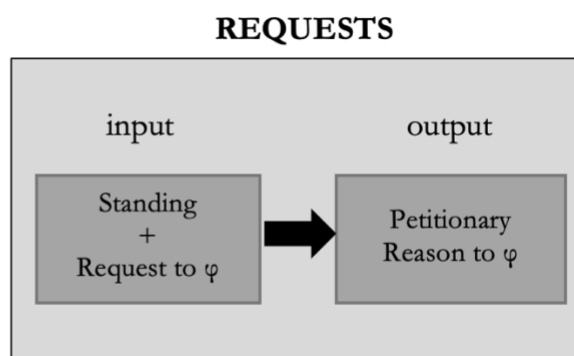 REQUESTS
input
output
Standing
+
Request to φ
Petitionary
Reason to φ